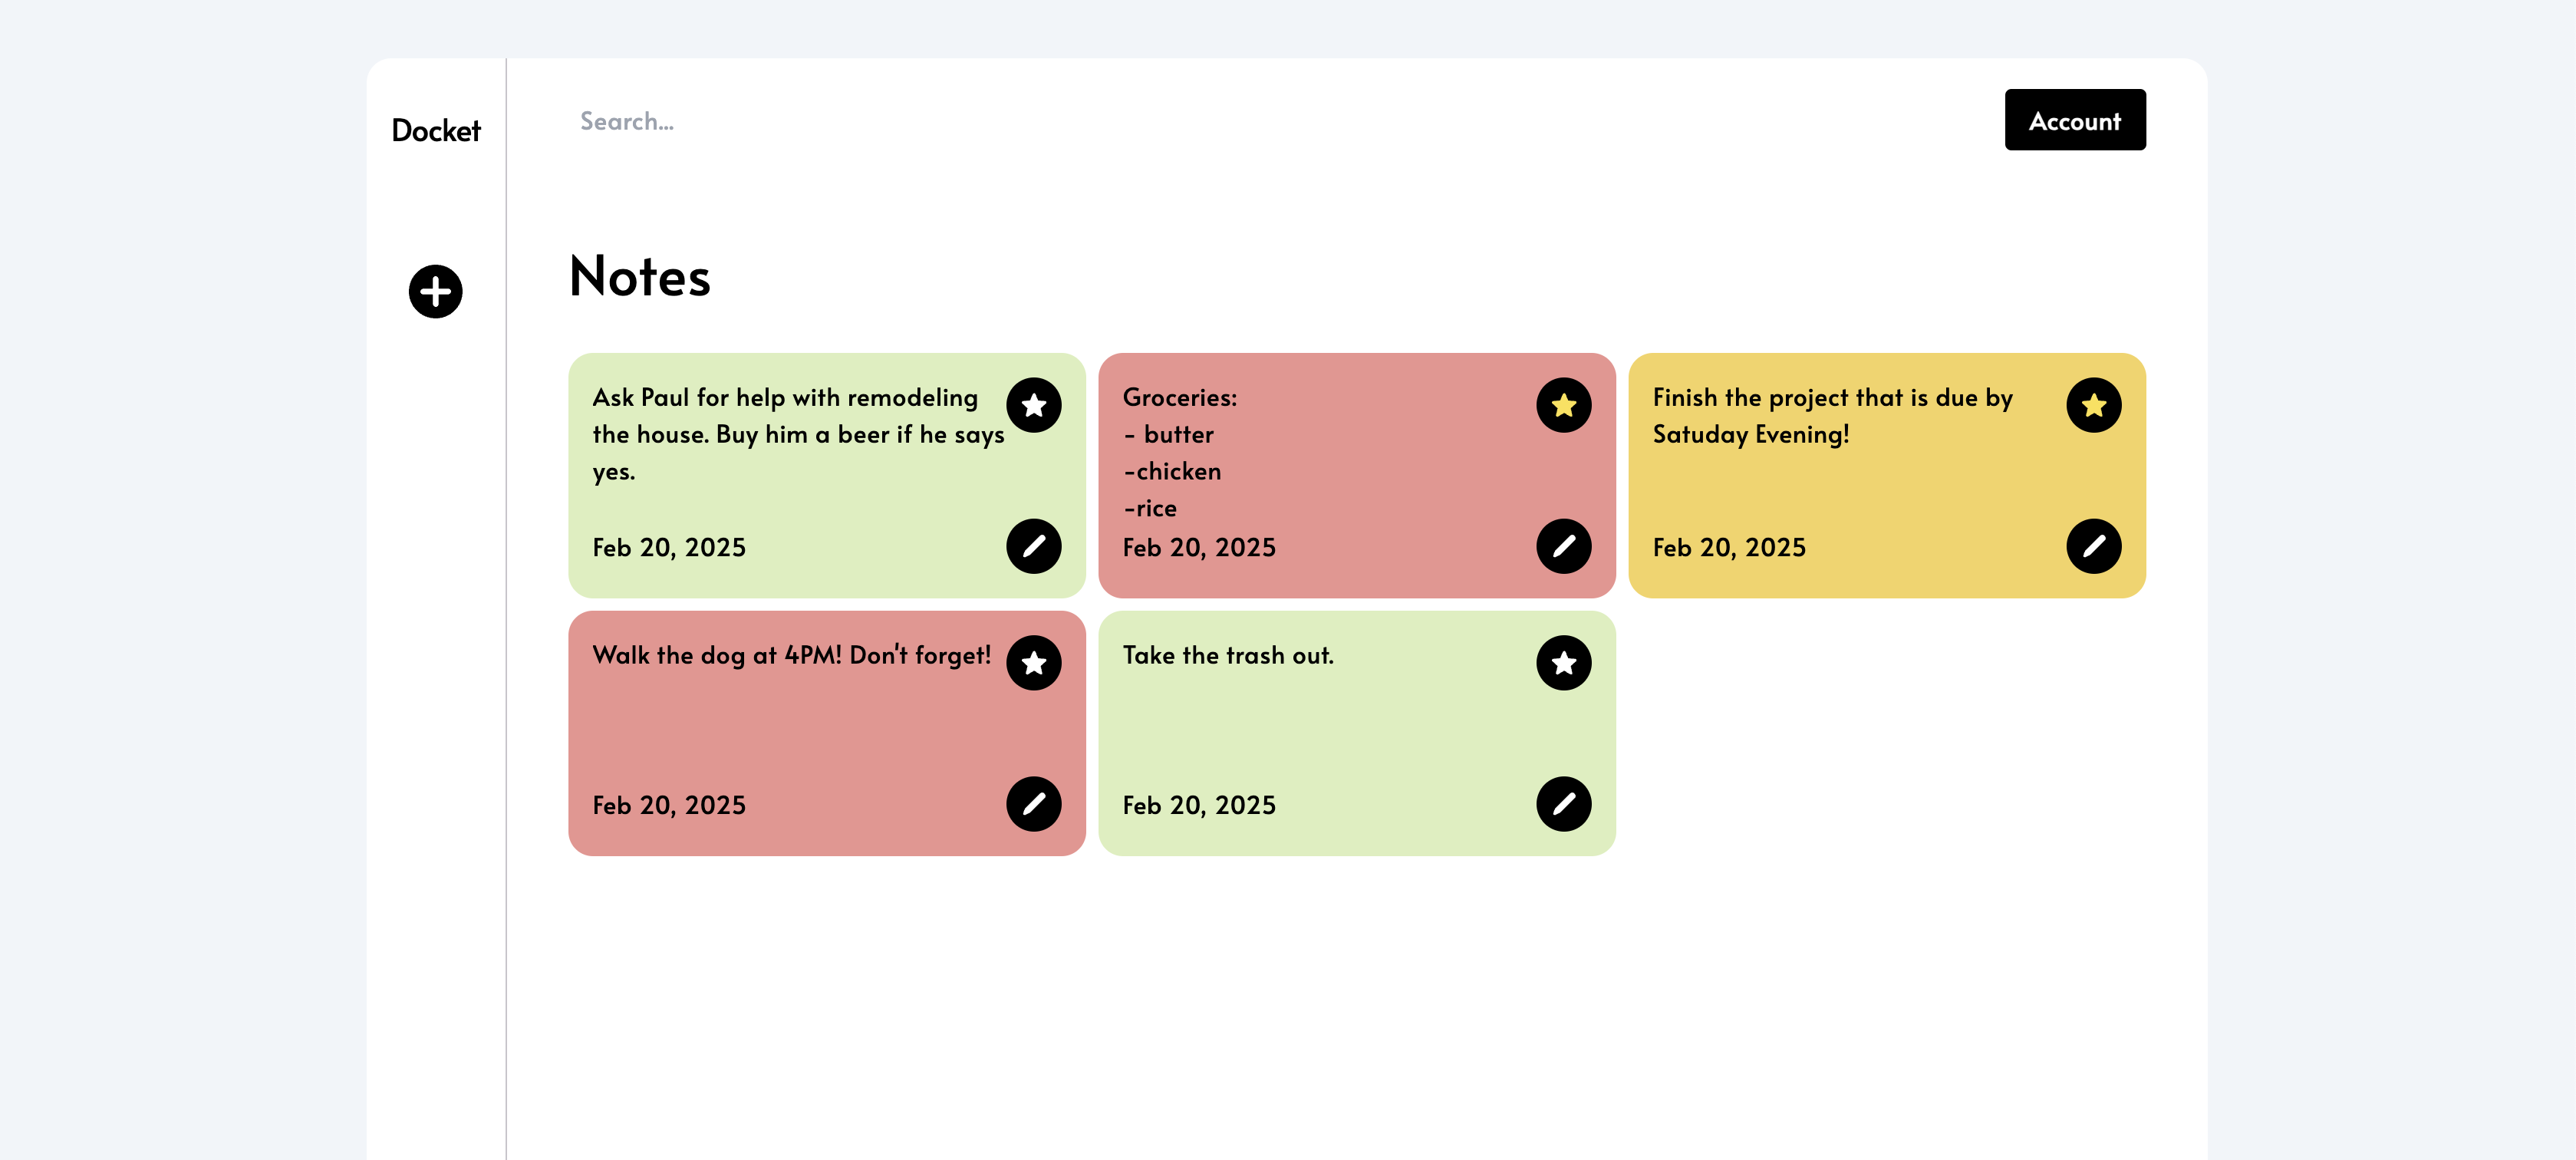 Docket
Search...
Account
Notes
Ask Paul for help with remodeling
the house. Buy him a beer if he says
yes.
Feb 20, 2025
Groceries:
- butter
-chicken
-rice
Feb 20, 2025
Finish the project that is due by
Satuday Evening!
Feb 20, 2025
Walk the dog at 4PM! Don't forget!
Feb 20, 2025
Take the trash out.
Feb 20, 2025